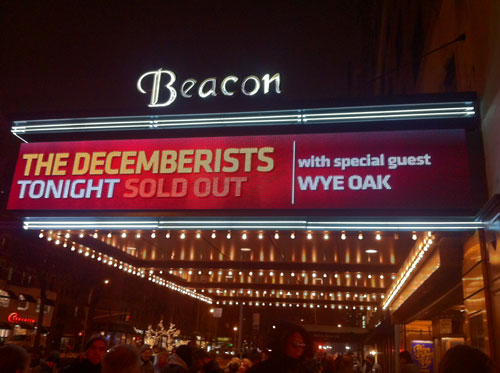 Beacon
THE DECEMBERISTS
TONIGHT SOLD OUT
with special guest
WYE OAK